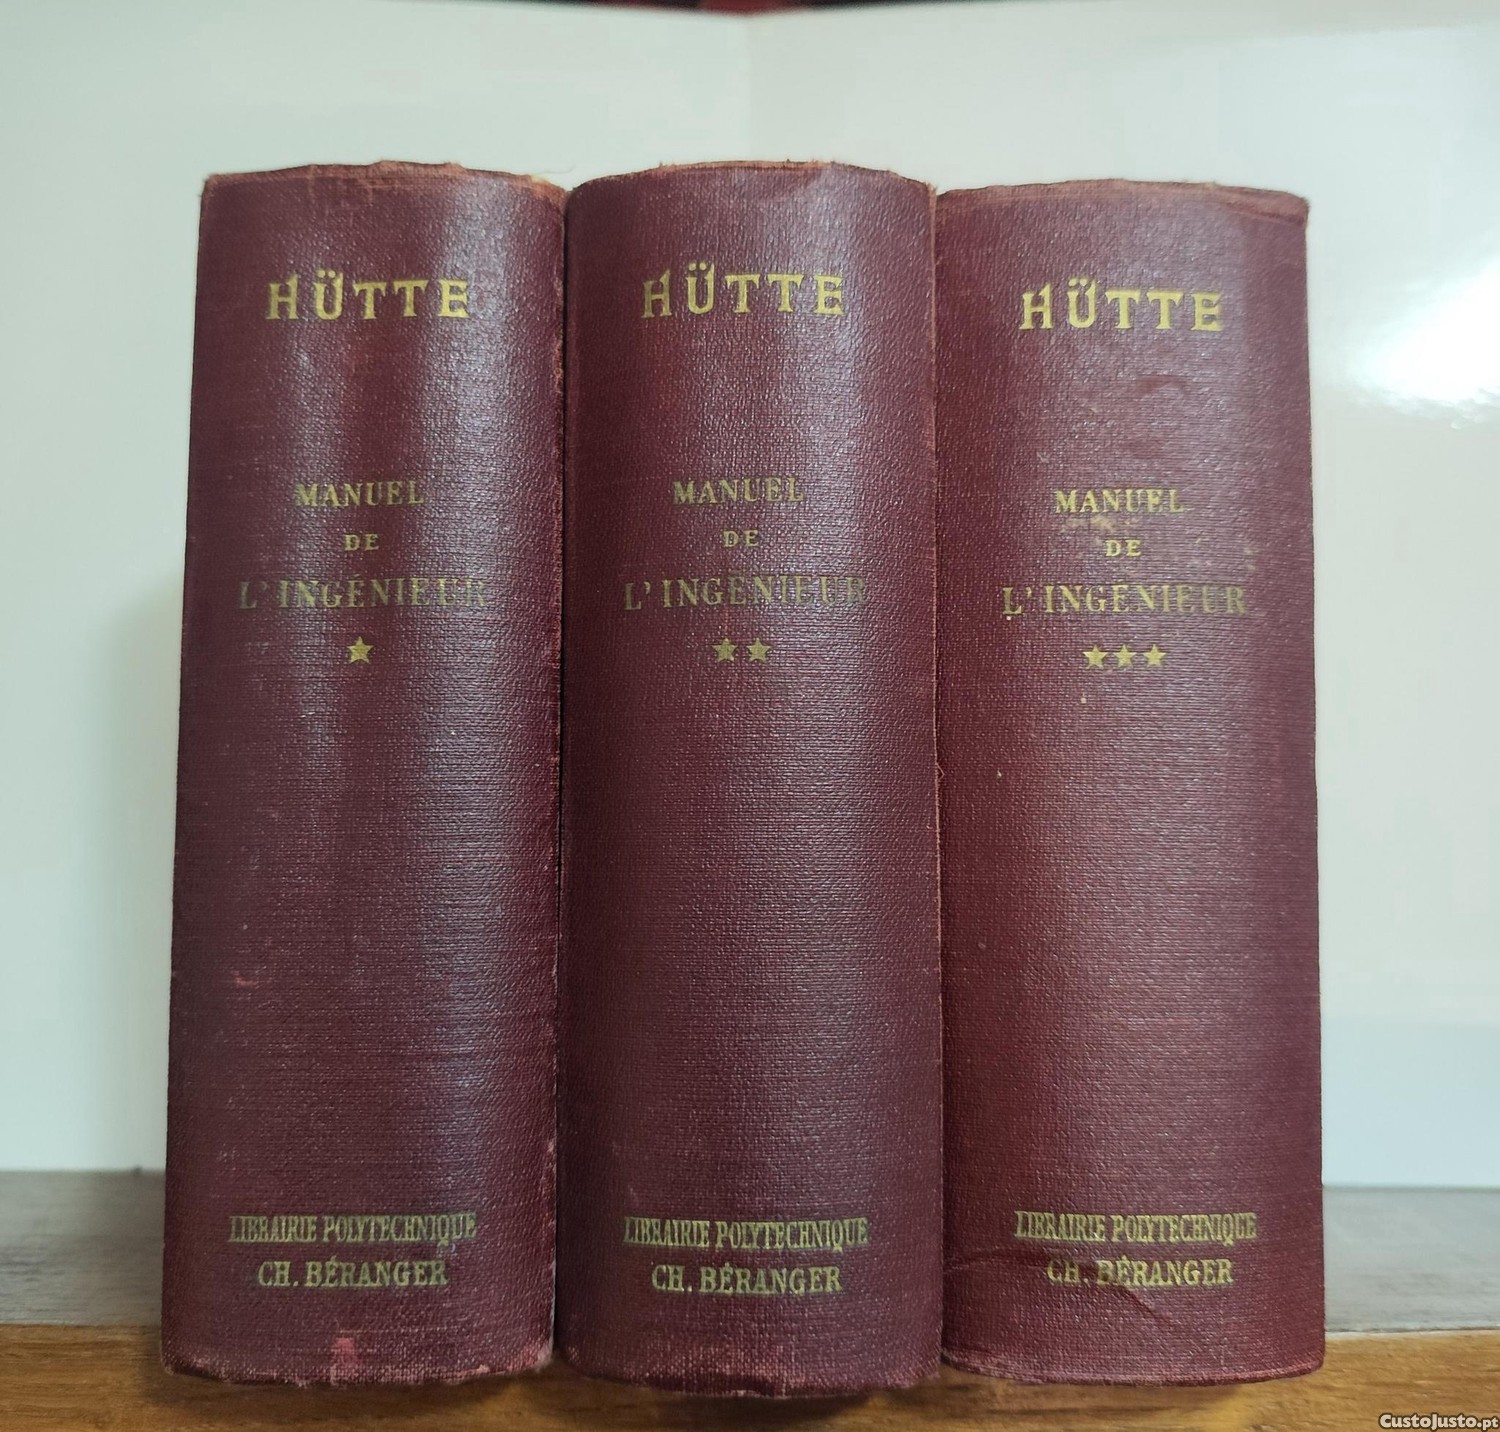 HÜTTE
MANUEL
DE
L'INGÉNIEUR
★
LIBRAIRIE POLYTECHNIQUE
CH. BÉRANGER
HÜTTE
MANUEL
DE
L'INGÉNIEUR
★★
LIBRAIRIE POLYTECHNIQUE
CH. BÉRANGER
HÜTTE
MANUEL
DE
L'INGÉNIEUR
★★★
LIBRAIRIE POLYTECHNIQUE
CH. BÉRANGER
CustoJusto.pt